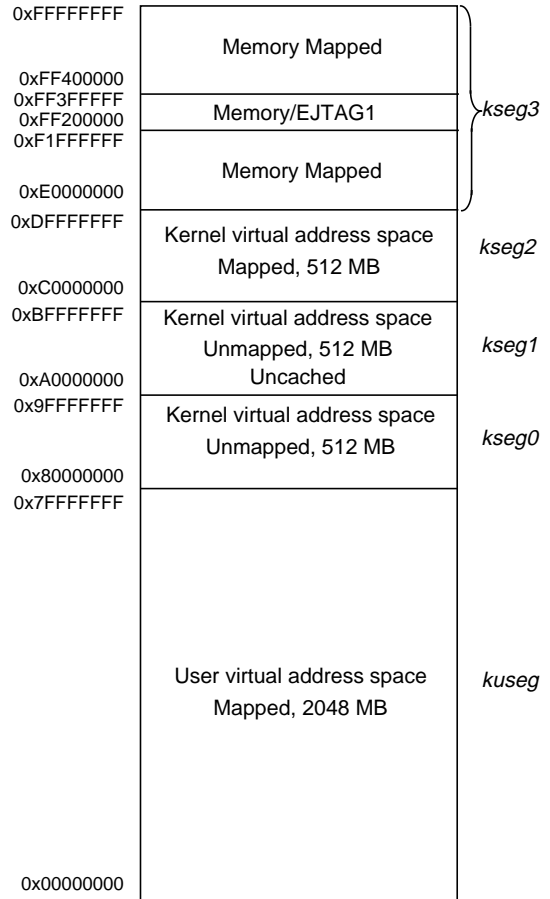 0xFFFFFFFF
Memory Mapped
0xFF400000
0xFF3FFFFF
Memory/EJTAG1
kseg3
0xFF200000
0xF1FFFFFF
Memory Mapped
0xE0000000
0xDFFFFFFF
Kernel virtual address space
Mapped, 512 MB
kseg2
0xC0000000
0xBFFFFFFF
Kernel virtual address space
Unmapped, 512 MB
Uncached
kseg1
0xA0000000
0x9FFFFFFF
Kernel virtual address space
Unmapped, 512 MB
kseg0
0x80000000
0x7FFFFFFF
User virtual address space
Mapped, 2048 MB
kuseg
0x00000000